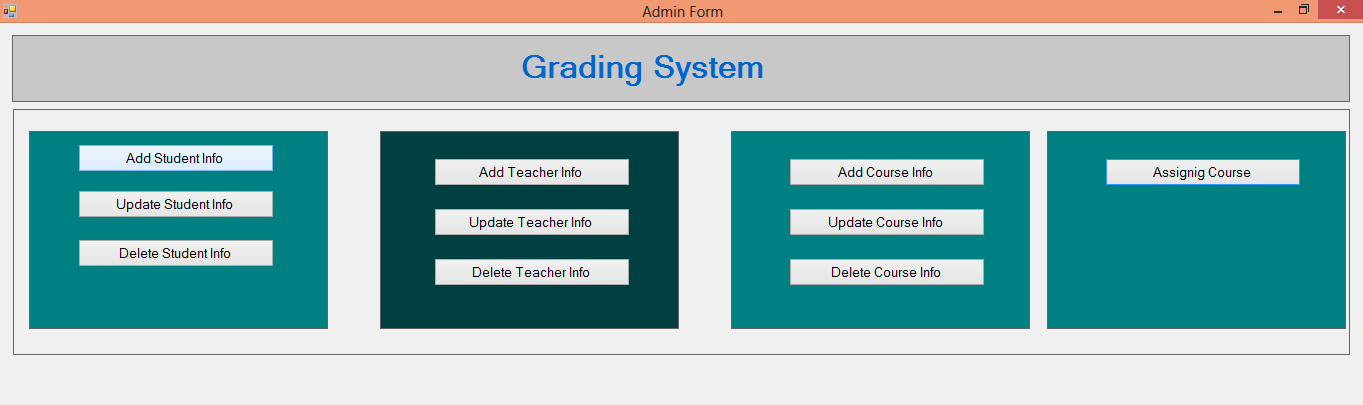 Admin Form
Grading System
Add Student Info
Update Student Info
Delete Student Info
Add Teacher Info
Update Teacher Info
Delete Teacher Info
Add Course Info
Update Course Info
Delete Course Info
Assignig Course